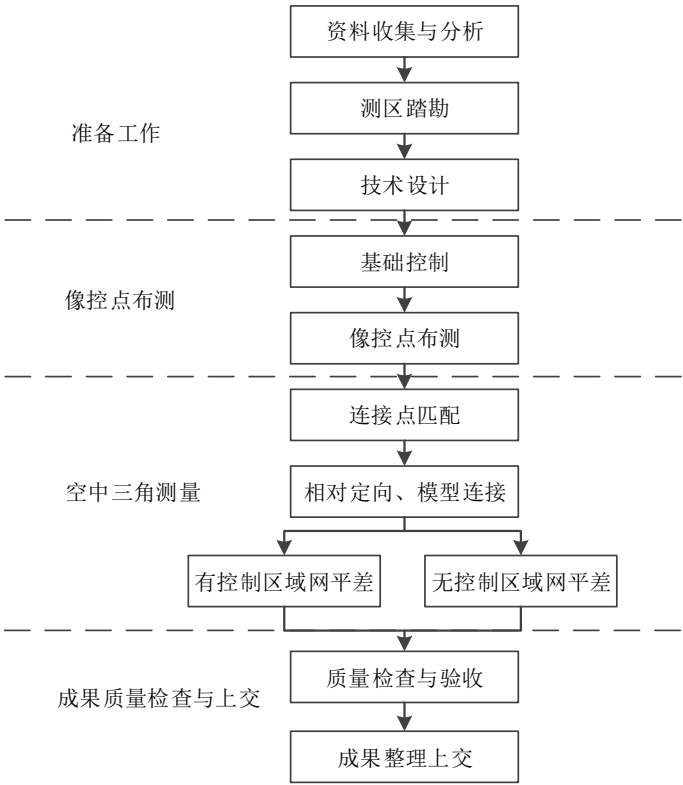 资料收集与分析
测区踏勘
准备工作
技术设计
基础控制
像控点布测
像控点布测
连接点匹配
空中三角测量
相对定向、模型连接
有控制区域网平差
无控制区域网平差
质量检查与验收
成果质量检查与上交
成果整理上交